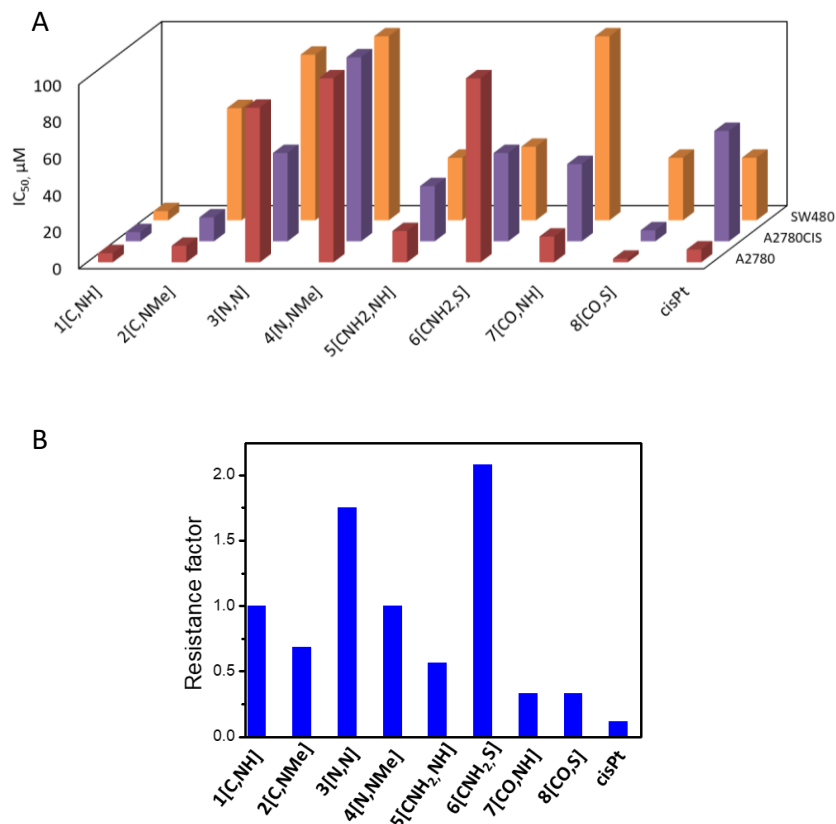 A
100
80
60
40
20
0
IC50, µM
SW480
A2780CIS
A2780
1[C,NH]
2[C,NMe]
3[N,N]
4[N,NMe]
5[CNH2,NH]
6[CNH2,S]
7[CO,NH]
8[CO,S]
cisPt
B
2.0
1.5
1.0
0.5
0.0
Resistance factor
1[C,NH]
2[C,NMe]
3[N,N]
4[N,NMe]
5[CNH2,NH]
6[CNH2,S]
7[CO,NH]
8[CO,S]
cisPt